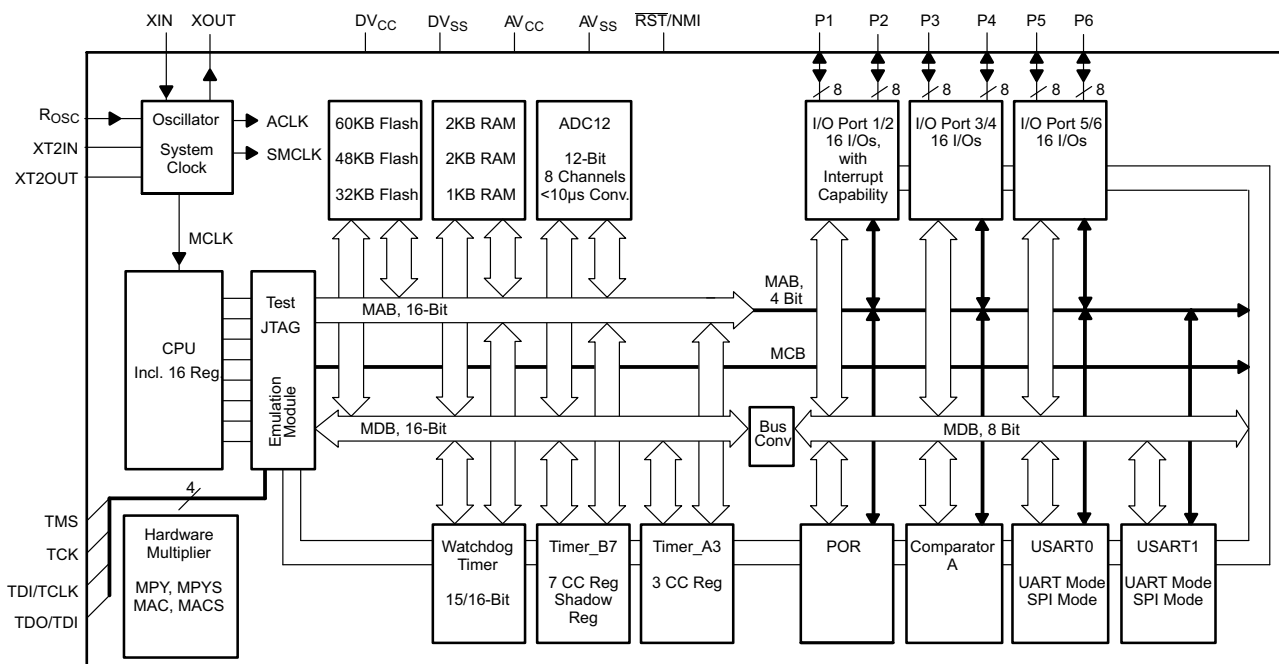 XIN
XOUT
DVCC
DVSS
AVCC
AVSS
RST/NMI
P1
P2
P3
P4
P5
P6
8
8
8
8
8
8
ROSC
XT2IN
XT2OUT
Oscillator
System
Clock
ACLK
SMCLK
60KB Flash
48KB Flash
32KB Flash
2KB RAM
2KB RAM
1KB RAM
ADC12
12-Bit
8 Channels
<10µs Conv.
I/O Port 1/2
16 I/Os,
with
Interrupt
Capability
I/O Port 3/4
16 I/Os
I/O Port 5/6
16 I/Os
MCLK
CPU
Incl. 16 Reg.
Test
JTAG
Emulation
Module
MAB, 16-Bit
MAB,
4 Bit
MCB
MDB, 16-Bit
Bus
Conv
MDB, 8 Bit
4
TMS
TCK
TDI/TCLK
TDO/TDI
Hardware
Multiplier
MPY, MPYS
MAC, MACS
Watchdog
Timer
15/16-Bit
Timer_B7
7 CC Reg
Shadow
Reg
Timer_A3
3 CC Reg
POR
Comparator
A
USART0
UART Mode
SPI Mode
USART1
UART Mode
SPI Mode